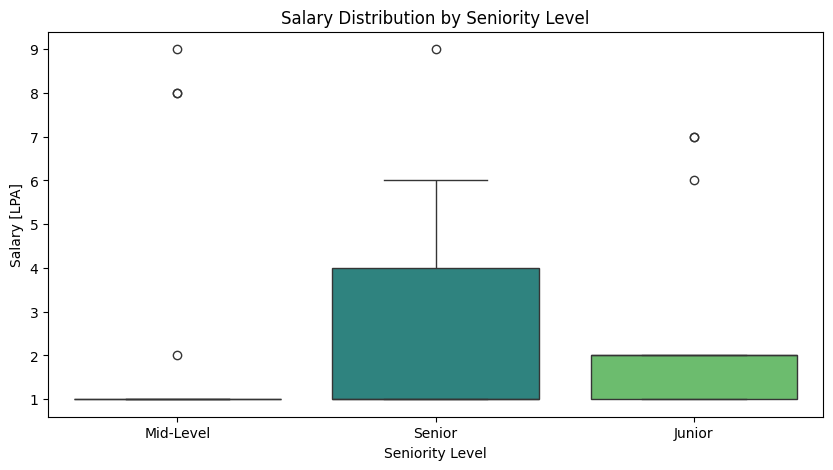 Salary Distribution by Seniority Level
Salary [LPA]
9
8
7
6
5
4
3
2
1
Mid-Level Senior Junior
Seniority Level